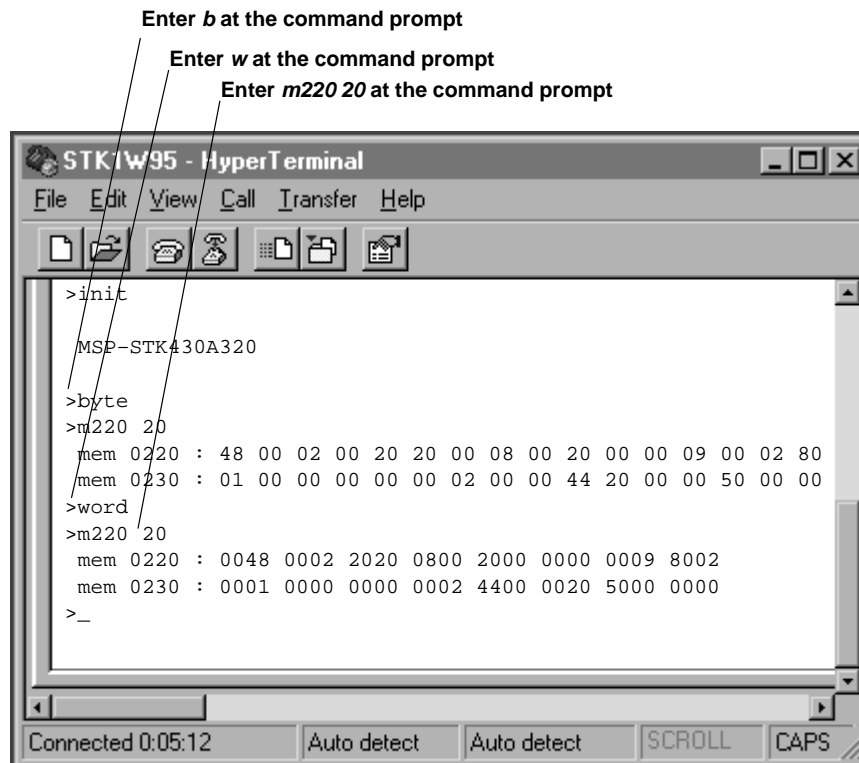 Enter b at the command prompt
Enter w at the command prompt
Enter m220 20 at the command prompt
STK1W95 - HyperTerminal
File Edit View Call Transfer Help
>init
MSP-STK430A320
>byte
>m220 20
mem 0220 : 48 00 02 00 20 20 00 08 00 20 00 00 09 00 02 80
mem 0230 : 01 00 00 00 00 00 02 00 00 44 20 00 00 50 00 00
>word
>m220 20
mem 0220 : 0048 0002 2020 0800 2000 0000 0009 8002
mem 0230 : 0001 0000 0000 0002 4400 0020 5000 0000
>_
Connected 0:05:12 Auto detect Auto detect SCROLL CAPS